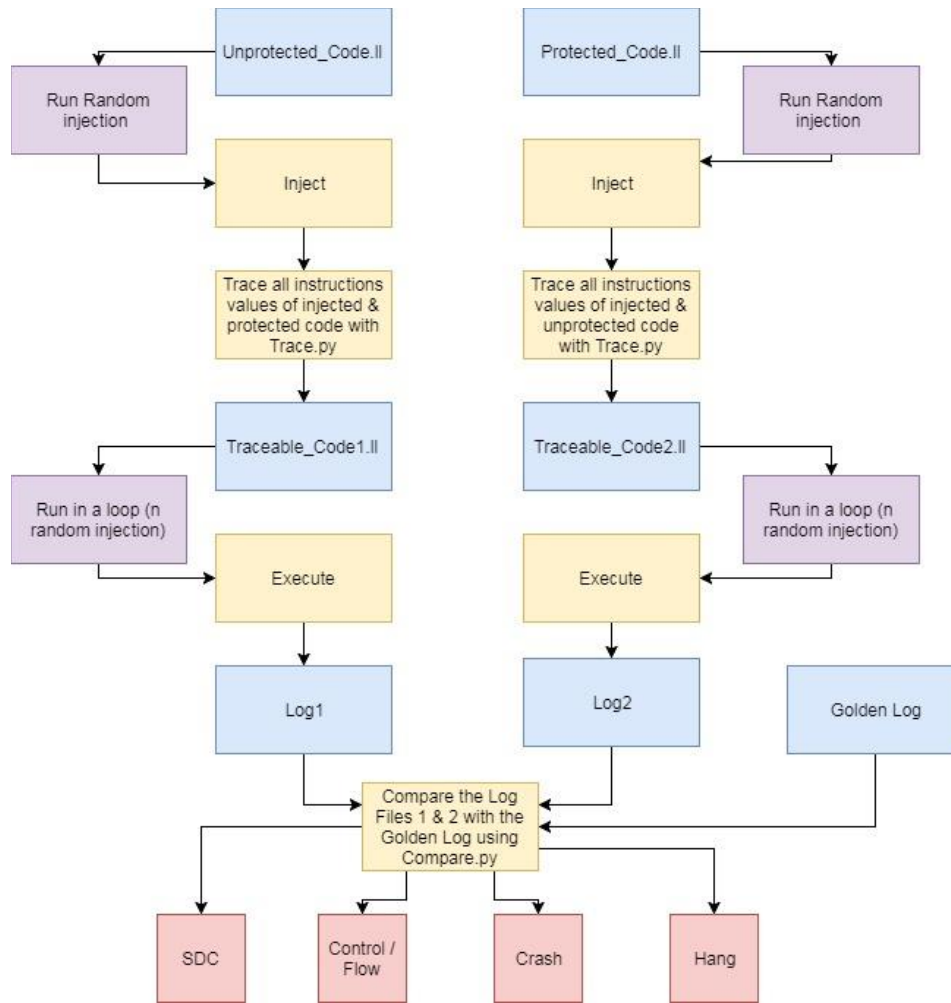 Unprotected_Code.ll
Protected_Code.ll
Run Random
injection
Run Random
injection
Inject
Inject
Trace all instructions
values of injected &
protected code with
Trace.py
Trace all instructions
values of injected &
unprotected code
with Trace.py
Traceable_Code1.ll
Traceable_Code2.ll
Run in a loop (n
random injection)
Run in a loop (n
random injection)
Execute
Execute
Log1
Log2
Golden Log
Compare the Log
Files 1 & 2 with the
Golden Log using
Compare.py
SDC
Control /
Flow
Crash
Hang